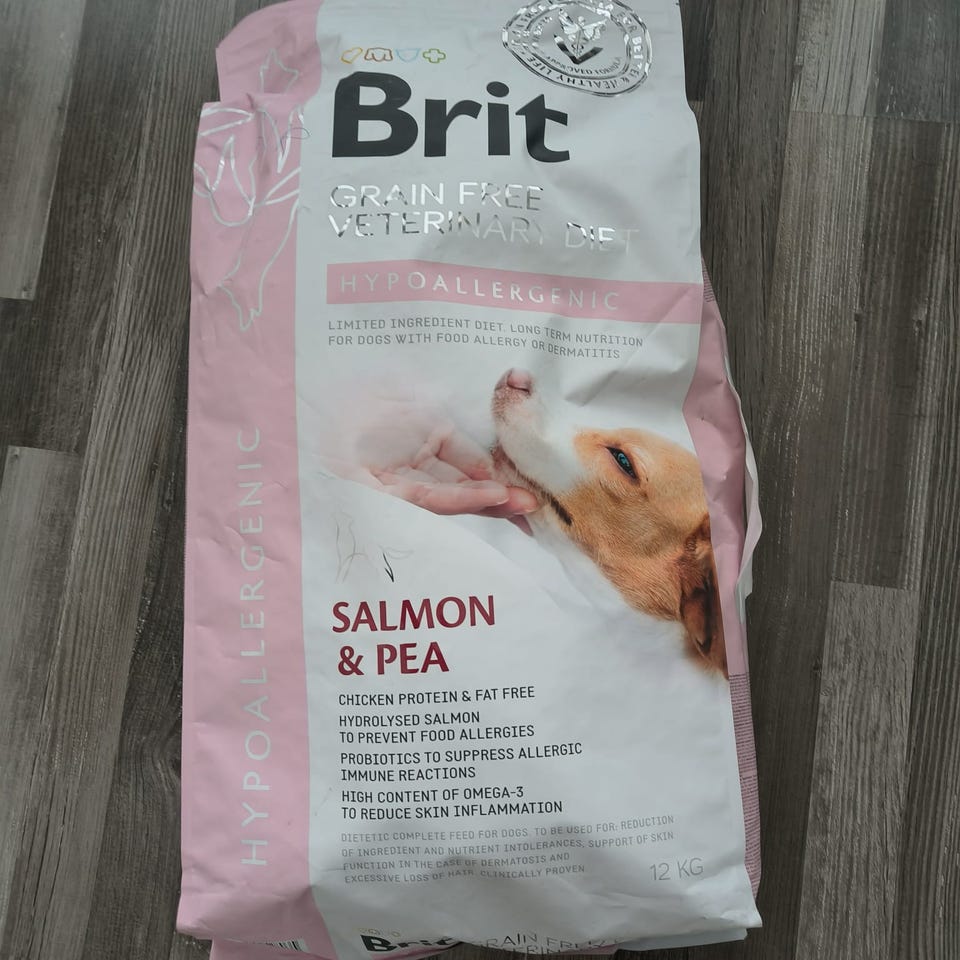 Brit
GRAIN FREE
VETERINARY DIET
HYPOALLERGENIC
LIMITED INGREDIENT DIET. LONG TERM NUTRITION
FOR DOGS WITH FOOD ALLERGY OR DERMATITIS
HYPOALLERGENIC
SALMON
& PEA
CHICKEN PROTEIN & FAT FREE
HYDROLYSED SALMON
TO PREVENT FOOD ALLERGIES
PROBIOTICS TO SUPPRESS ALLERGIC
IMMUNE REACTIONS
HIGH CONTENT OF OMEGA-3
TO REDUCE SKIN INFLAMMATION
DIETETIC COMPLETE FEED FOR DOGS. TO BE USED FOR: REDUCTION
OF INGREDIENT AND NUTRIENT INTOLERANCES, SUPPORT OF SKIN
FUNCTION IN THE CASE OF DERMATOSIS AND
EXCESSIVE LOSS OF HAIR. CLINICALLY PROVEN
12 KG
Brit
GRAIN FREE